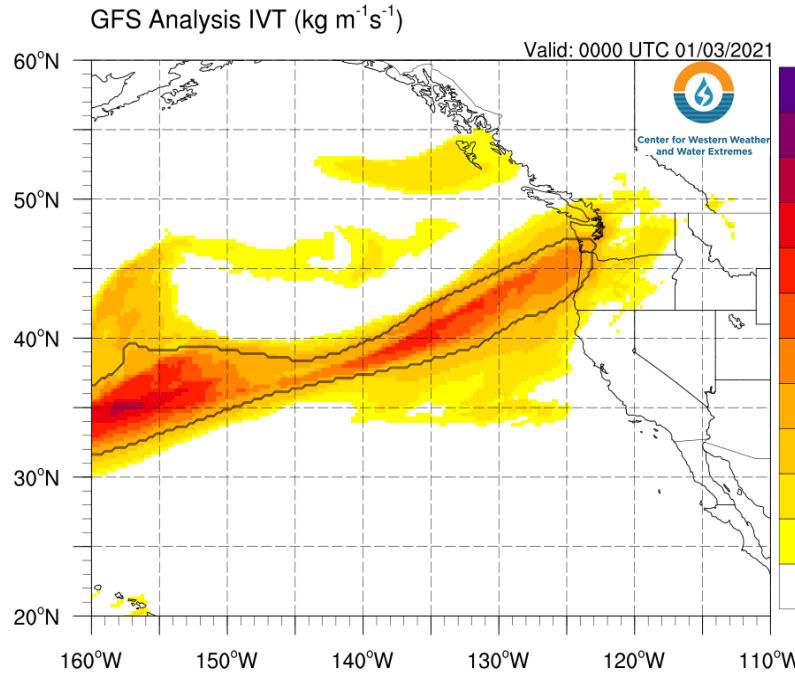 GFS Analysis IVT (kg m⁻¹s⁻¹)
Valid: 0000 UTC 01/03/2021
60°N
Center for Western Weather
and Water Extremes
50°N
40°N
30°N
20°N
160°W 150°W 140°W 130°W 120°W 110°W